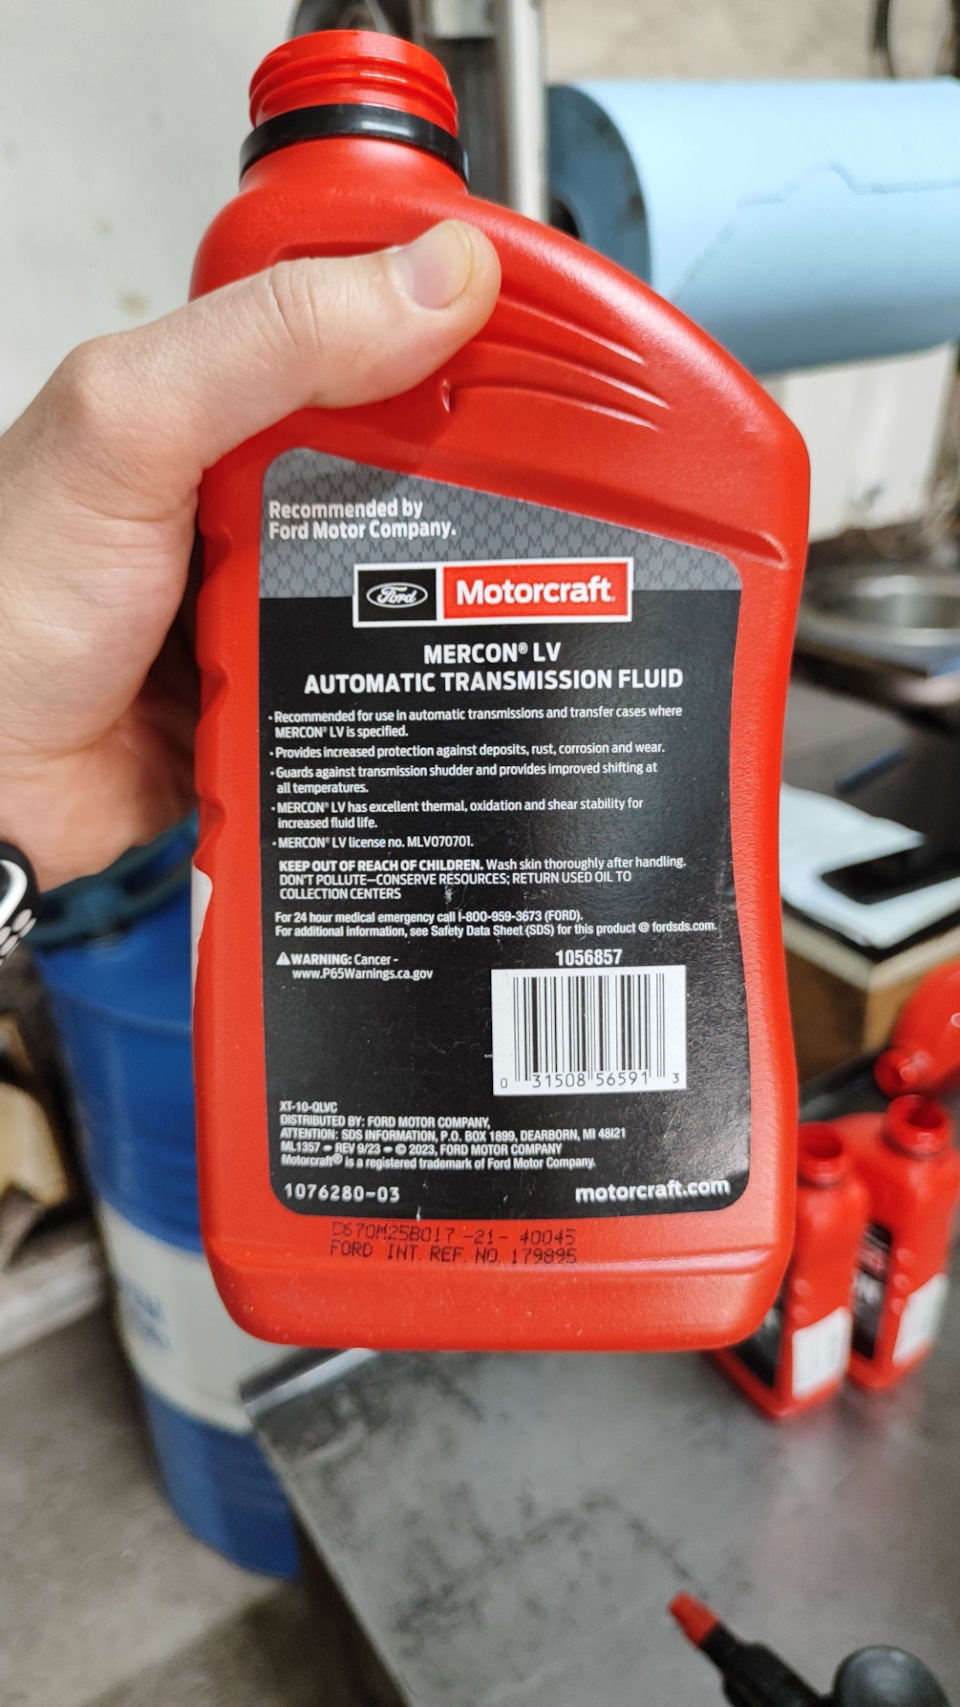 Recommended by
Ford Motor Company.
Ford Motorcraft®
MERCON® LV
AUTOMATIC TRANSMISSION FLUID
• Recommended for use in automatic transmissions and transfer cases where
MERCON® LV is specified.
• Provides increased protection against deposits, rust, corrosion and wear.
• Guards against transmission shudder and provides improved shifting at
all temperatures.
• MERCON® LV has excellent thermal, oxidation and shear stability for
increased fluid life.
• MERCON® LV license no. MLV070701.
KEEP OUT OF REACH OF CHILDREN. Wash skin thoroughly after handling.
DON'T POLLUTE—CONSERVE RESOURCES; RETURN USED OIL TO
COLLECTION CENTERS
For 24 hour medical emergency call 1-800-959-3673 (FORD).
For additional information, see Safety Data Sheet (SDS) for this product @ fordsds.com.
⚠WARNING: Cancer -
www.P65Warnings.ca.gov
1056857
0 31508 56591 3
XT-10-QLVC
DISTRIBUTED BY: FORD MOTOR COMPANY,
ATTENTION: SDS INFORMATION, P.O. BOX 1899, DEARBORN, MI 48121
ML1357 – REV 9/23 – © 2023, FORD MOTOR COMPANY
Motorcraft® is a registered trademark of Ford Motor Company.
1076280-03
motorcraft.com
C670M25B017 -21- 40045
FORD INT. REF. NO. 179895